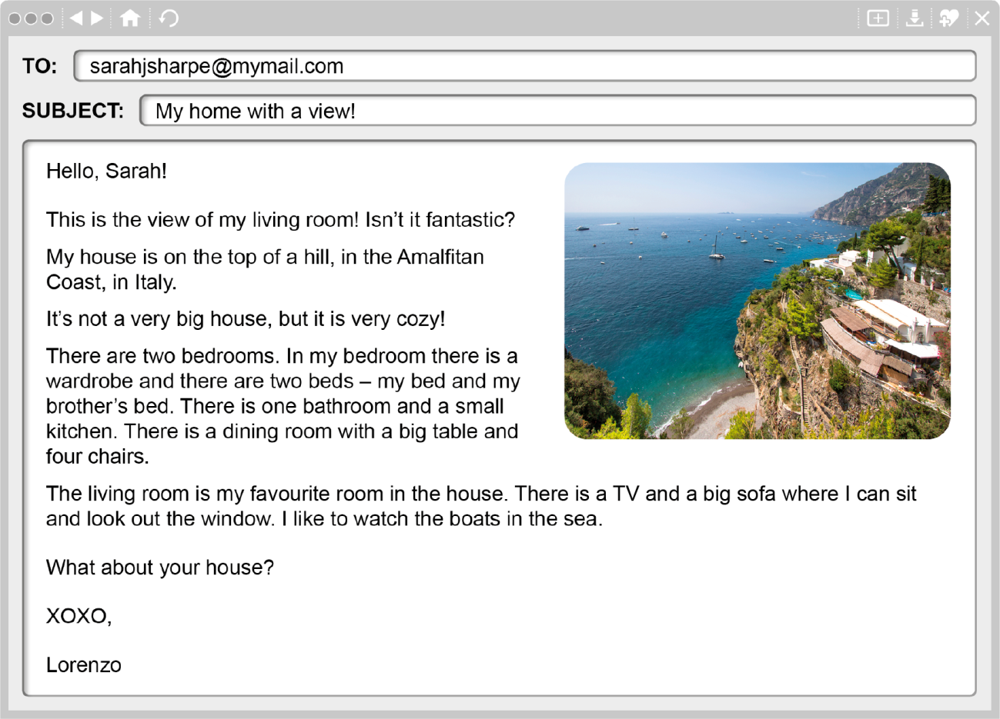 TO: sarahjsharpe@mymail.com
SUBJECT: My home with a view!
Hello, Sarah!
This is the view of my living room! Isn’t it fantastic?
My house is on the top of a hill, in the Amalfitan
Coast, in Italy.
It’s not a very big house, but it is very cozy!
There are two bedrooms. In my bedroom there is a
wardrobe and there are two beds – my bed and my
brother’s bed. There is one bathroom and a small
kitchen. There is a dining room with a big table and
four chairs.
The living room is my favourite room in the house. There is a TV and a big sofa where I can sit
and look out the window. I like to watch the boats in the sea.
What about your house?
XOXO,
Lorenzo